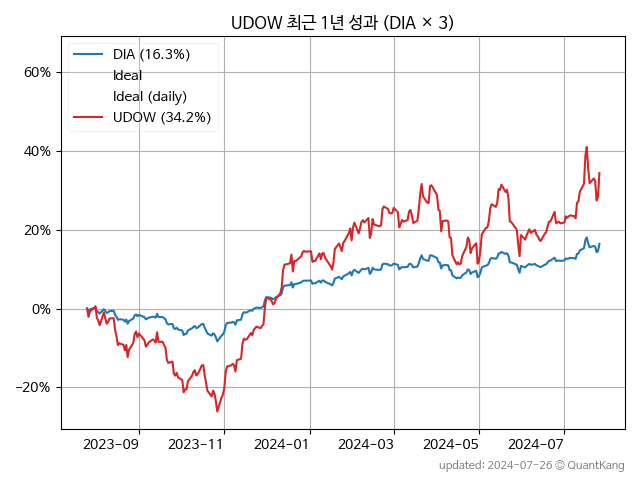 UDOW 최근 1년 성과 (DIA × 3)
DIA (16.3%)
Ideal
Ideal (daily)
UDOW (34.2%)
60%
40%
20%
0%
−20%
2023−09
2023−11
2024−01
2024−03
2024−05
2024−07
updated: 2024-07-26 © QuantKang